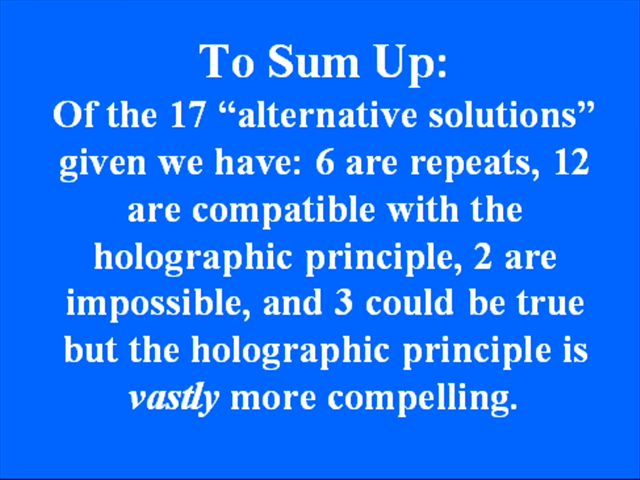 To Sum Up:
Of the 17 “alternative solutions”
given we have: 6 are repeats, 12
are compatible with the
holographic principle, 2 are
impossible, and 3 could be true
but the holographic principle is
vastly more compelling.